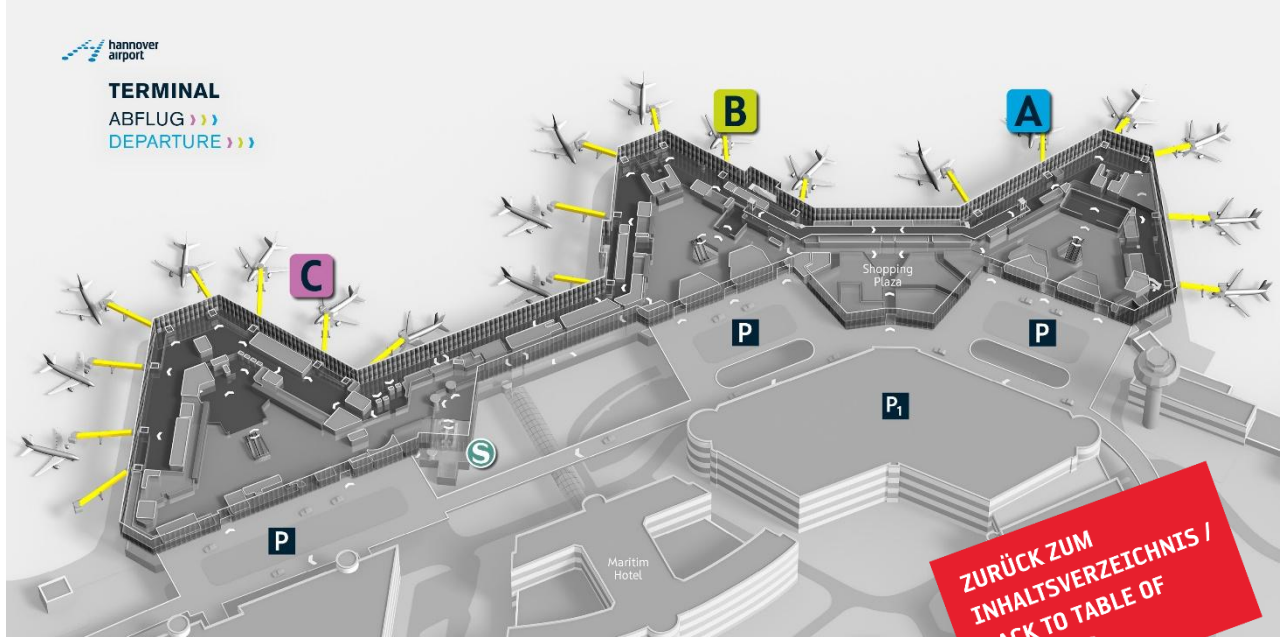 hannover
airport
TERMINAL
ABFLUG
DEPARTURE
B
A
C
Shopping
Plaza
P
P
P1
S
P
Maritim
Hotel
ZURÜCK ZUM
INHALTSVERZEICHNIS /
TO TABLE OF